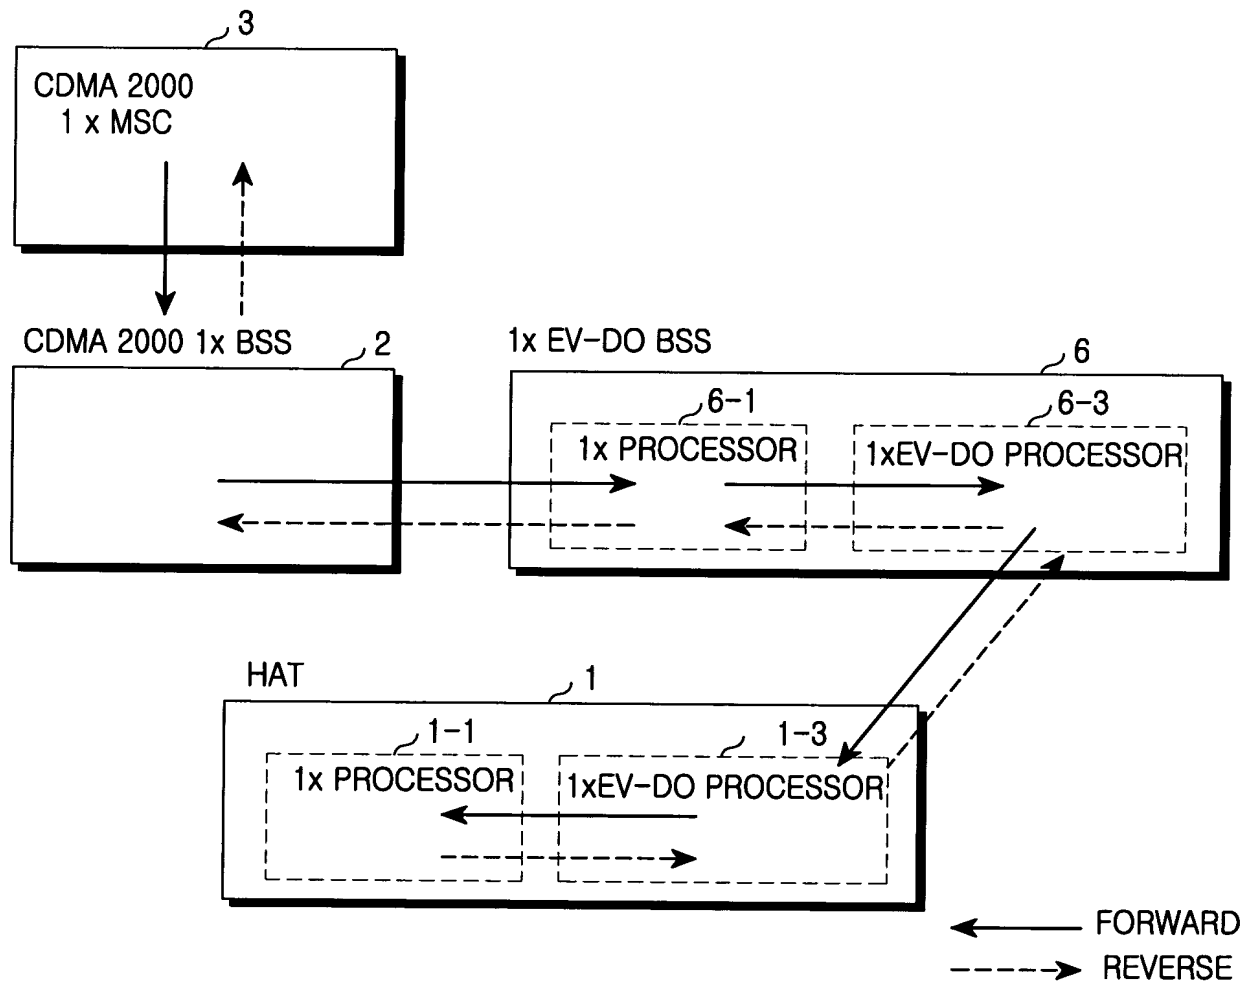 3
CDMA 2000
1 x MSC
CDMA 2000 1x BSS
2
1x EV-DO BSS
6
6-1
6-3
1x PROCESSOR
1xEV-DO PROCESSOR
HAT
1
1-1
1-3
1x PROCESSOR
1xEV-DO PROCESSOR
FORWARD
REVERSE